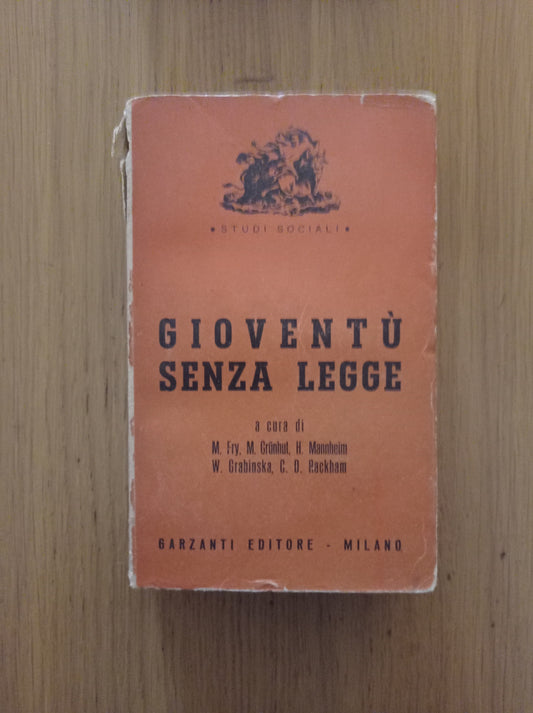 • STUDI SOCIALI •
GIOVENTÙ
SENZA LEGGE
a cura di
M. Fry, M. Grünhut, H. Mannheim
W. Grabinska, C. D. Rackham
GARZANTI EDITORE - MILANO